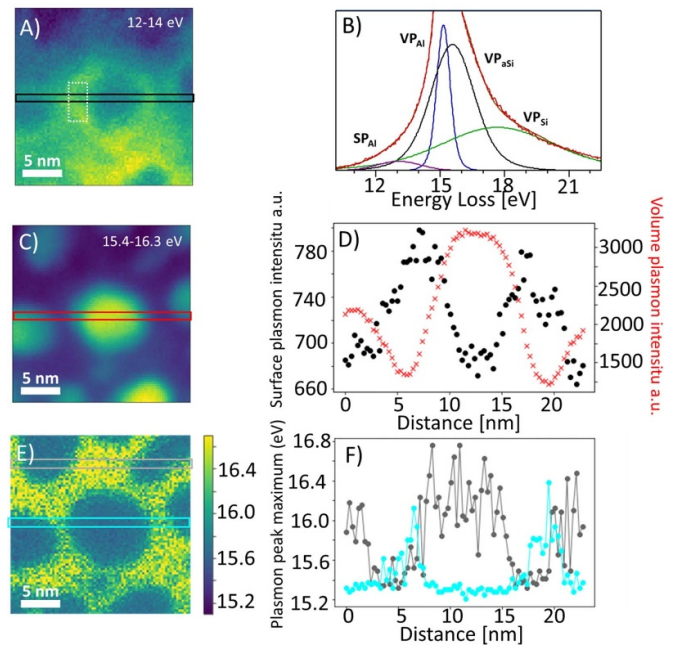 A)
12-14 eV
5 nm
B)
VPAl
VPaSi
VPSi
SPAl
12
15
18
21
Energy Loss [eV]
C)
15.4-16.3 eV
5 nm
D)
Surface plasmon intensitu a.u.
780
740
700
660
0
5
10
15
20
Distance [nm]
3000
2500
2000
1500
Volume plasmon intensitu a.u.
E)
5 nm
16.4
16.0
15.6
15.2
F)
Plasmon peak maximum (eV)
16.8
16.4
16.0
15.6
15.2
0
5
10
15
20
Distance [nm]